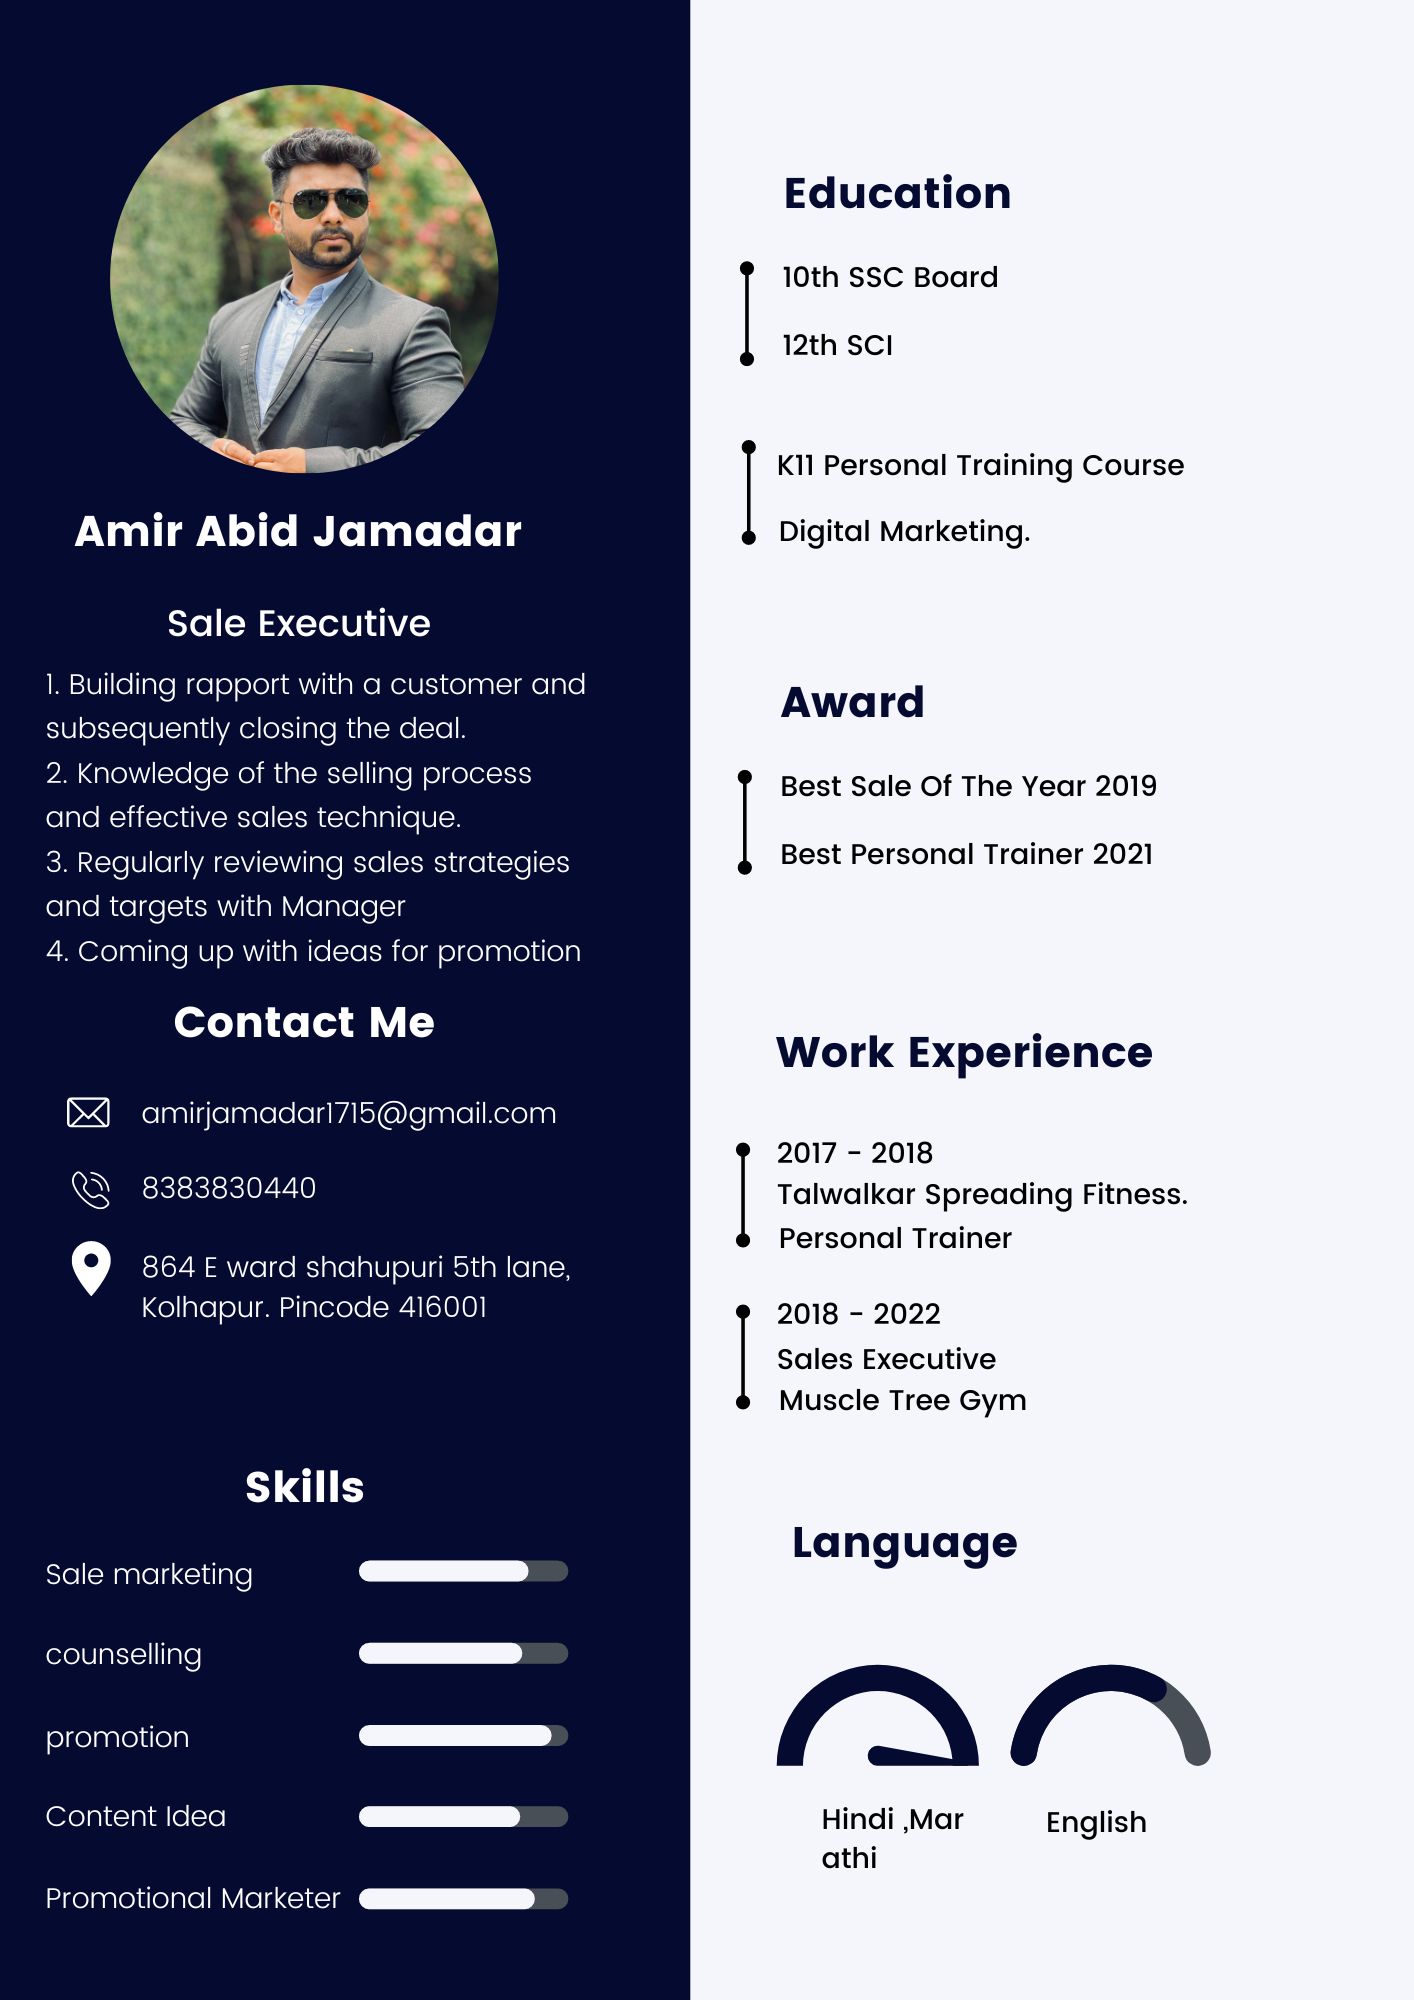 Amir Abid Jamadar
Sale Executive
1. Building rapport with a customer and
subsequently closing the deal.
2. Knowledge of the selling process
and effective sales technique.
3. Regularly reviewing sales strategies
and targets with Manager
4. Coming up with ideas for promotion
Contact Me
amirjamadar1715@gmail.com
8383830440
864 E ward shahupuri 5th lane,
Kolhapur. Pincode 416001
Skills
Sale marketing
counselling
promotion
Content Idea
Promotional Marketer
Education
10th SSC Board
12th SCI
K11 Personal Training Course
Digital Marketing.
Award
Best Sale Of The Year 2019
Best Personal Trainer 2021
Work Experience
2017 - 2018
Talwalkar Spreading Fitness.
Personal Trainer
2018 - 2022
Sales Executive
Muscle Tree Gym
Language
Hindi ,Mar
athi
English